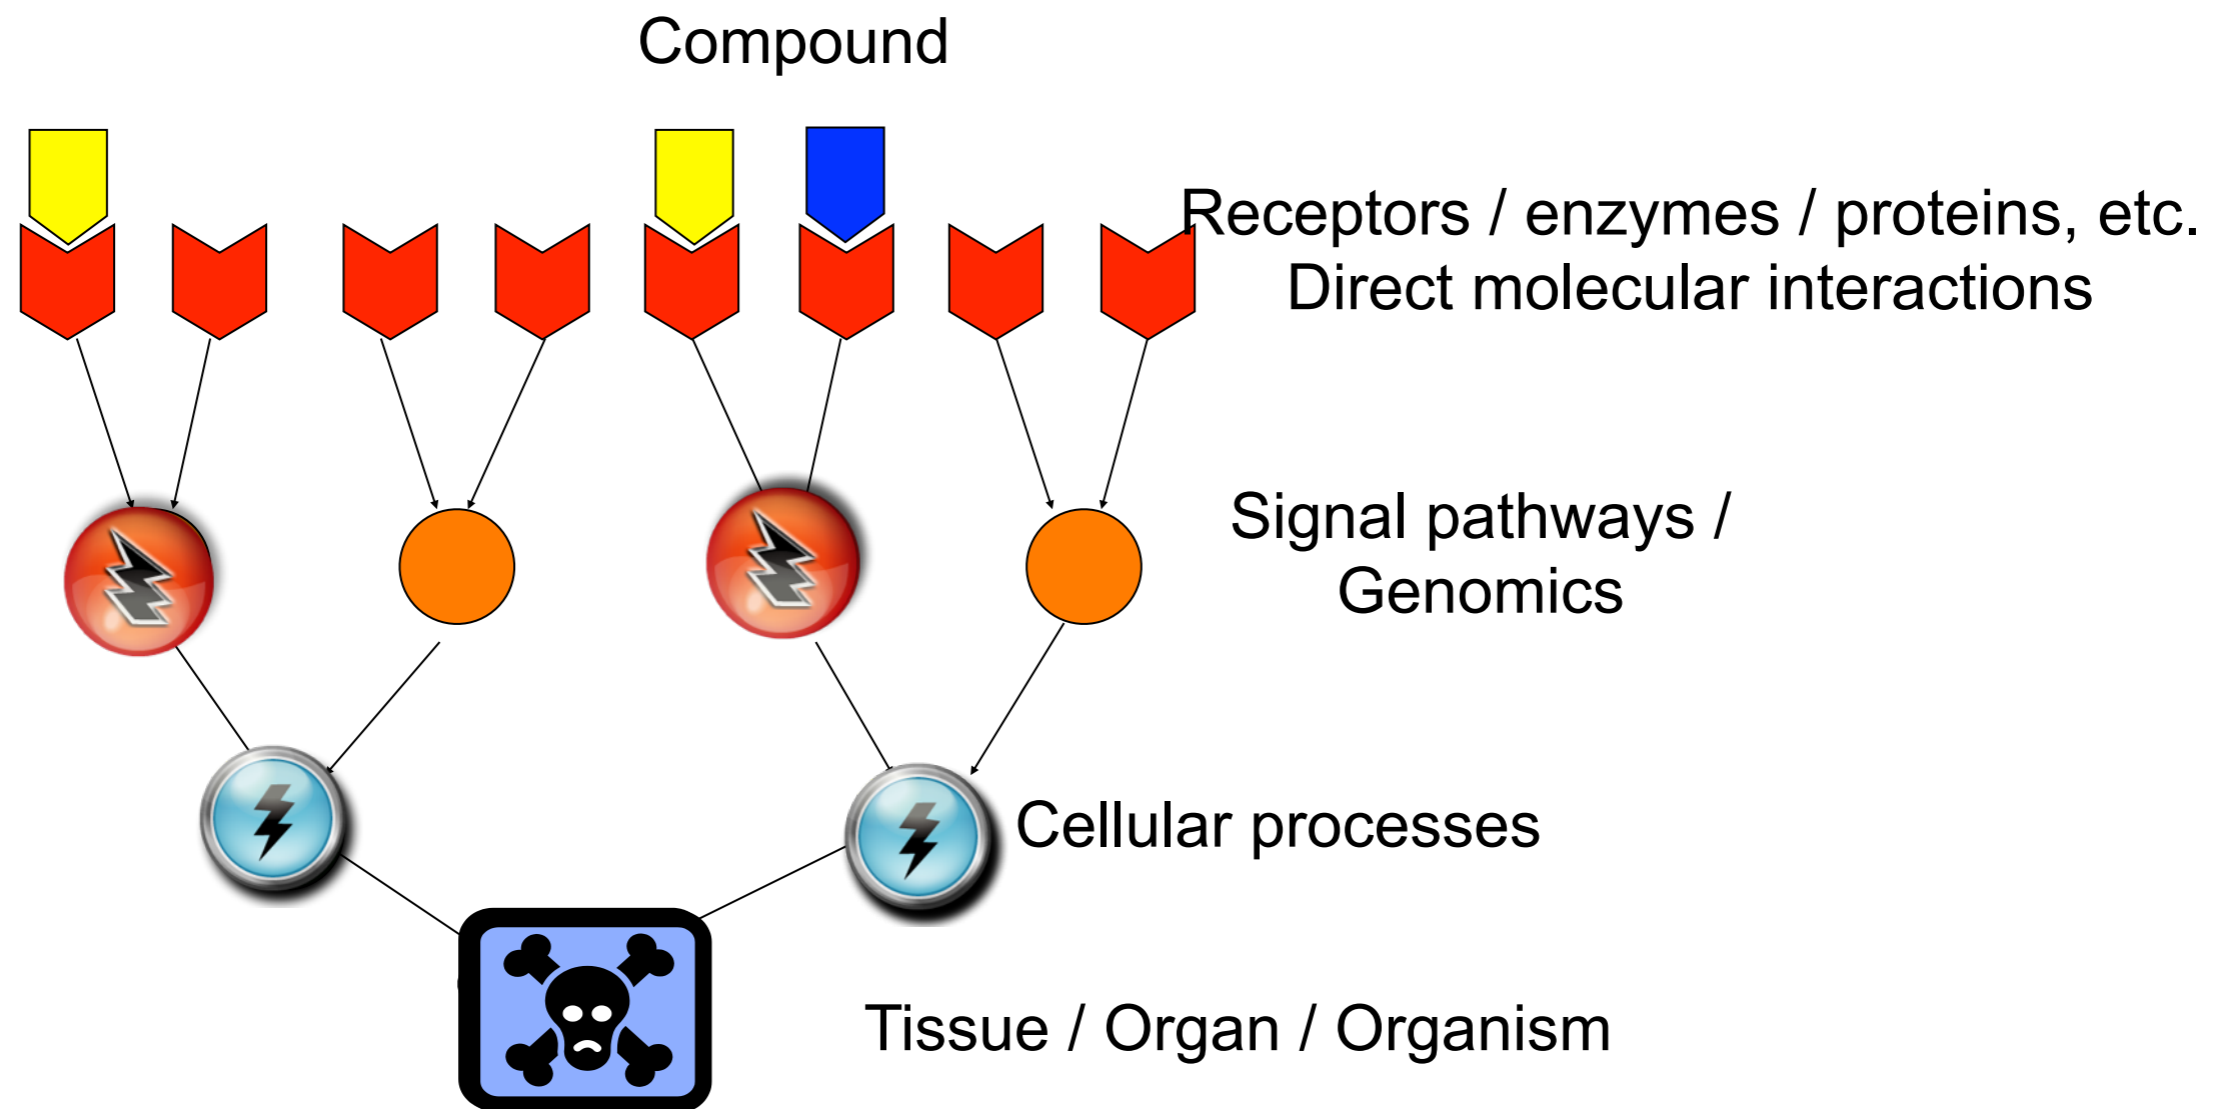 Compound
Receptors / enzymes / proteins, etc.
Direct molecular interactions
Signal pathways /
Genomics
Cellular processes
Tissue / Organ / Organism